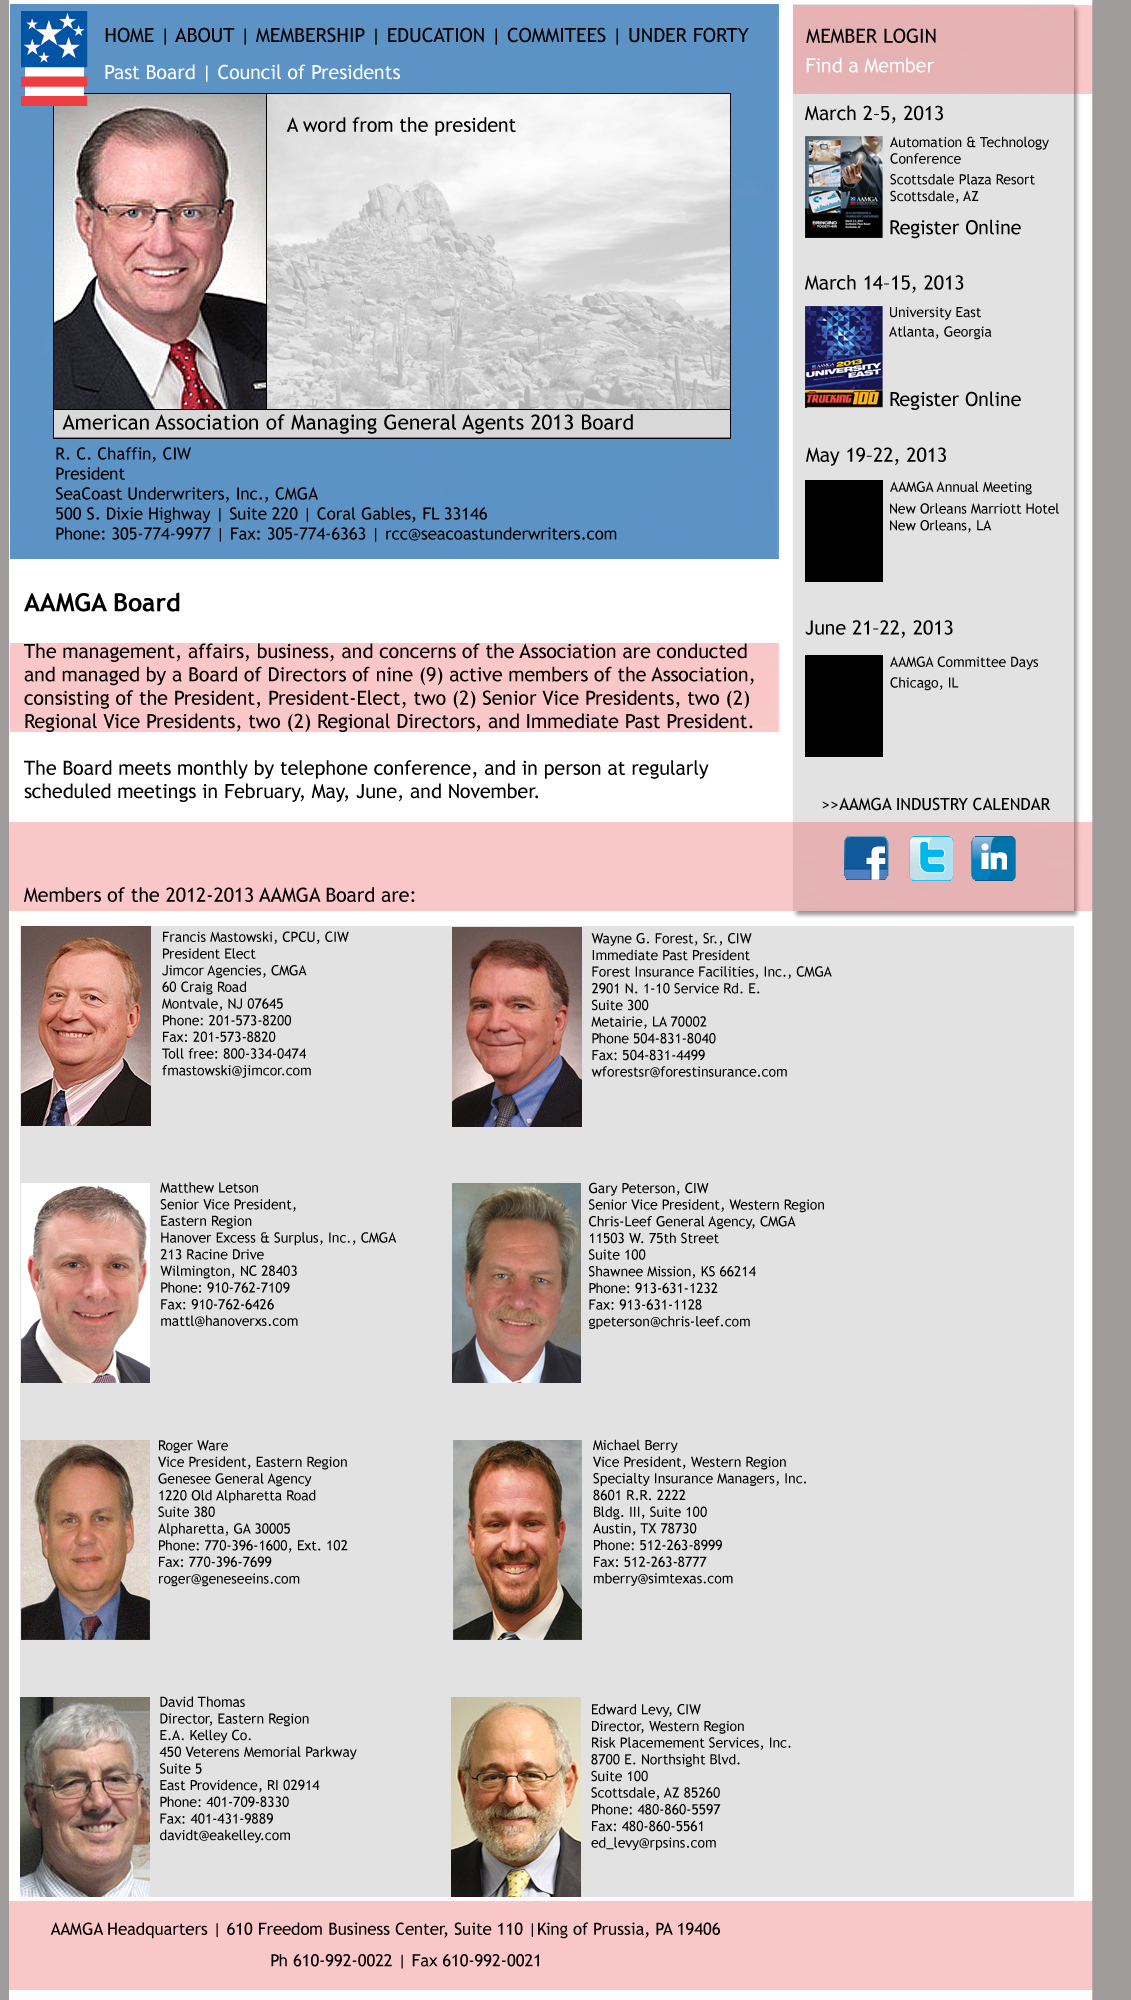 HOME | ABOUT | MEMBERSHIP | EDUCATION | COMMITEES | UNDER FORTY
Past Board | Council of Presidents
A word from the president
American Association of Managing General Agents 2013 Board
R. C. Chaffin, CIW
President
SeaCoast Underwriters, Inc., CMGA
500 S. Dixie Highway | Suite 220 | Coral Gables, FL 33146
Phone: 305-774-9977 | Fax: 305-774-6363 | rcc@seacoastunderwriters.com
MEMBER LOGIN
Find a Member
March 2-5, 2013
Automation & Technology
Conference
Scottsdale Plaza Resort
Scottsdale, AZ
AAMGA
BRINGING
TOGETHER
Register Online
March 14-15, 2013
University East
Atlanta, Georgia
AAMGA 2013
UNIVERSITY
EAST
TRUCKING 100
Register Online
May 19-22, 2013
AAMGA Annual Meeting
New Orleans Marriott Hotel
New Orleans, LA
June 21-22, 2013
AAMGA Committee Days
Chicago, IL
>>AAMGA INDUSTRY CALENDAR
f t in
AAMGA Board
The management, affairs, business, and concerns of the Association are conducted
and managed by a Board of Directors of nine (9) active members of the Association,
consisting of the President, President-Elect, two (2) Senior Vice Presidents, two (2)
Regional Vice Presidents, two (2) Regional Directors, and Immediate Past President.
The Board meets monthly by telephone conference, and in person at regularly
scheduled meetings in February, May, June, and November.
Members of the 2012-2013 AAMGA Board are:
Francis Mastowski, CPCU, CIW
President Elect
Jimcor Agencies, CMGA
60 Craig Road
Montvale, NJ 07645
Phone: 201-573-8200
Fax: 201-573-8820
Toll free: 800-334-0474
fmastowski@jimcor.com
Wayne G. Forest, Sr., CIW
Immediate Past President
Forest Insurance Facilities, Inc., CMGA
2901 N. 1-10 Service Rd. E.
Suite 300
Metairie, LA 70002
Phone 504-831-8040
Fax: 504-831-4499
wforestsr@forestinsurance.com
Matthew Letson
Senior Vice President,
Eastern Region
Hanover Excess & Surplus, Inc., CMGA
213 Racine Drive
Wilmington, NC 28403
Phone: 910-762-7109
Fax: 910-762-6426
mattl@hanoverxs.com
Gary Peterson, CIW
Senior Vice President, Western Region
Chris-Leef General Agency, CMGA
11503 W. 75th Street
Suite 100
Shawnee Mission, KS 66214
Phone: 913-631-1232
Fax: 913-631-1128
gpeterson@chris-leef.com
Roger Ware
Vice President, Eastern Region
Genesee General Agency
1220 Old Alpharetta Road
Suite 380
Alpharetta, GA 30005
Phone: 770-396-1600, Ext. 102
Fax: 770-396-7699
roger@geneseeins.com
Michael Berry
Vice President, Western Region
Specialty Insurance Managers, Inc.
8601 R.R. 2222
Bldg. III, Suite 100
Austin, TX 78730
Phone: 512-263-8999
Fax: 512-263-8777
mberry@simtexas.com
David Thomas
Director, Eastern Region
E.A. Kelley Co.
450 Veterens Memorial Parkway
Suite 5
East Providence, RI 02914
Phone: 401-709-8330
Fax: 401-431-9889
davidt@eakelley.com
Edward Levy, CIW
Director, Western Region
Risk Placemement Services, Inc.
8700 E. Northsight Blvd.
Suite 100
Scottsdale, AZ 85260
Phone: 480-860-5597
Fax: 480-860-5561
ed_levy@rpsins.com
AAMGA Headquarters | 610 Freedom Business Center, Suite 110 |King of Prussia, PA 19406
Ph 610-992-0022 | Fax 610-992-0021